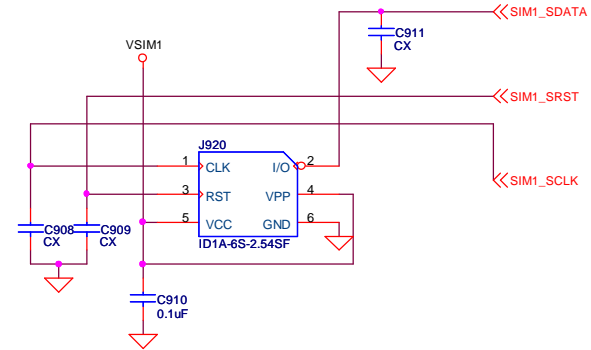 SIM1_SDATA
C911
CX
VSIM1
SIM1_SRST
J920
1 CLK I/O 2
SIM1_SCLK
3 RST VPP 4
5 VCC GND 6
C908 C909
CX CX
ID1A-6S-2.54SF
C910
0.1uF